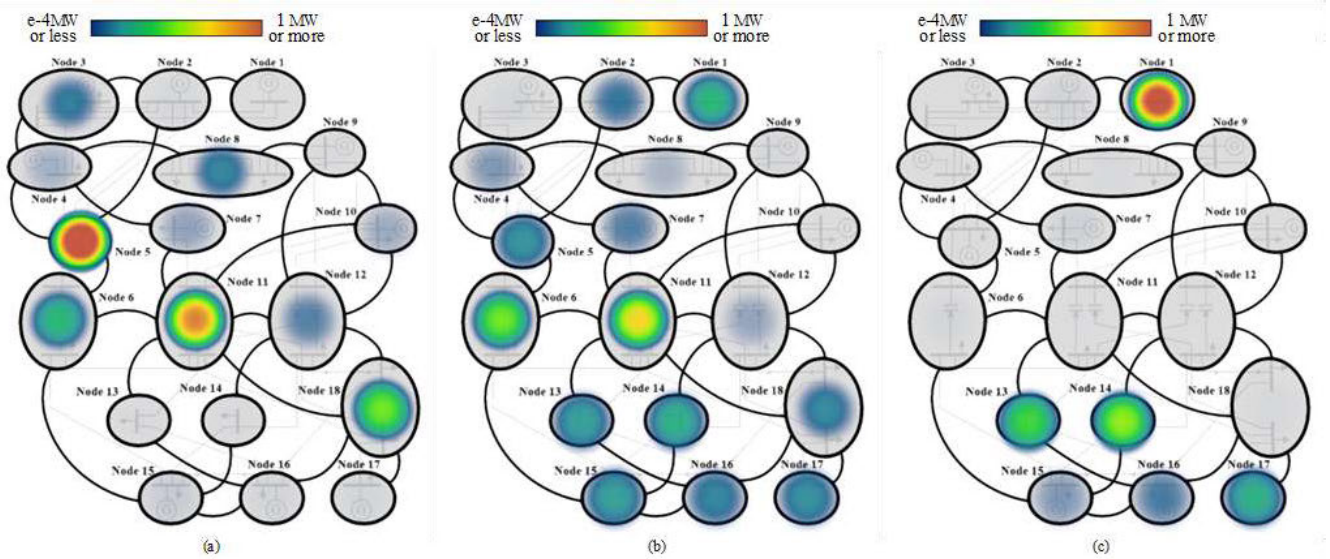 e-4MW or less 1 MW or more
Node 3 Node 2 Node 1
Node 9
Node 8
Node 4
Node 7
Node 10
Node 5
Node 11
Node 12
Node 6
Node 13
Node 14
Node 18
Node 15
Node 16
Node 17
(a)
e-4MW or less 1 MW or more
Node 3 Node 2 Node 1
Node 9
Node 8
Node 4
Node 7
Node 10
Node 5
Node 11
Node 12
Node 6
Node 13
Node 14
Node 18
Node 15
Node 16
Node 17
(b)
e-4MW or less 1 MW or more
Node 3 Node 2 Node 1
Node 9
Node 8
Node 4
Node 7
Node 10
Node 5
Node 11
Node 12
Node 6
Node 13
Node 14
Node 18
Node 15
Node 16
Node 17
(c)